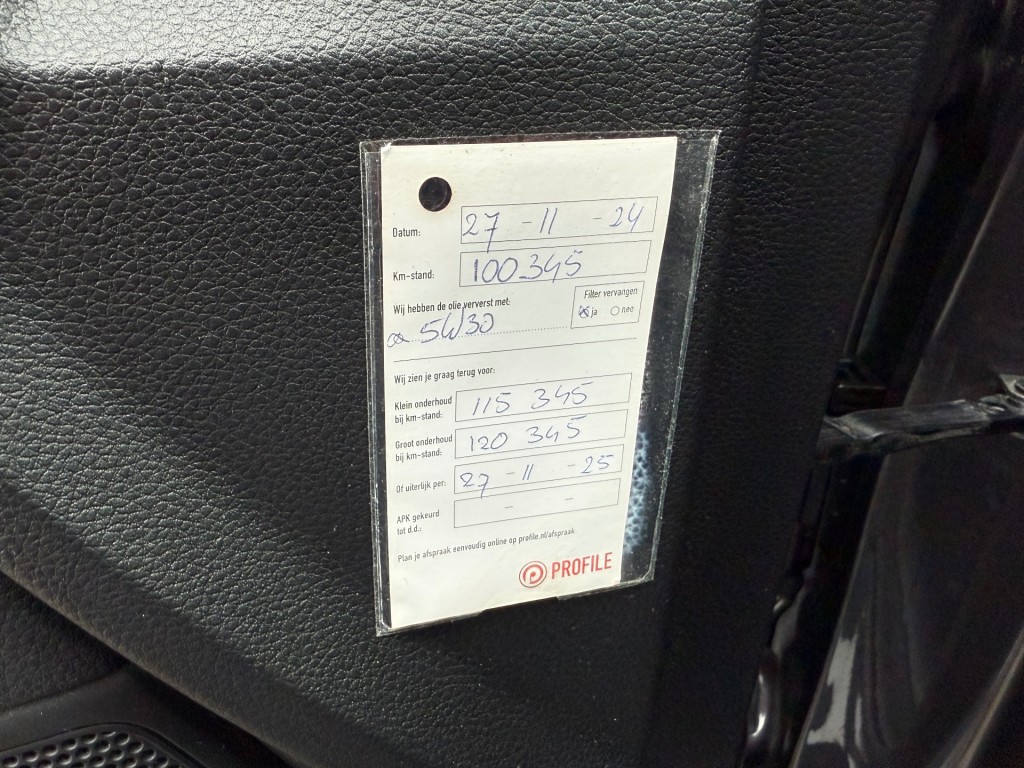 Datum: 27 - 11 - 24
Km-stand: 100.345
Wij hebben de olie ververst met:
Filter vervangen
ja nee
5W30
Wij zien je graag terug voor:
Klein onderhoud
bij km-stand: 115 345
Groot onderhoud
bij km-stand: 120 345
Of uiterlijk per: 27 - 11 - 25
APK gekeurd
tot d.d.: - -
Plan je afspraak eenvoudig online op profile.nl/afspraak
PROFILE